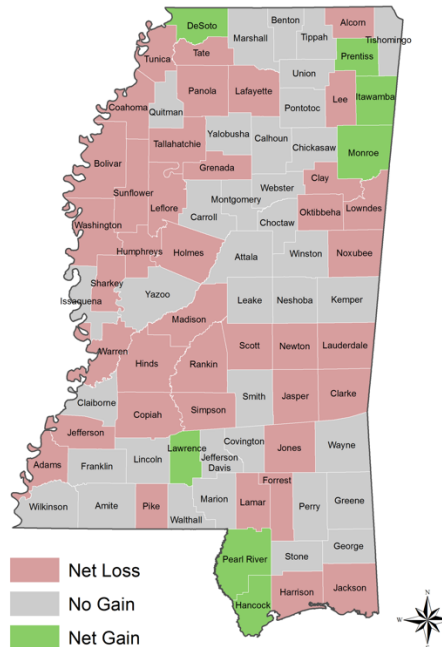 DeSoto
Benton
Alcorn
Marshall
Tippah
Tishomingo
Tunica
Tate
Prentiss
Union
Coahoma
Panola
Lafayette
Lee
Itawamba
Quitman
Pontotoc
Yalobusha
Tallahatchie
Calhoun
Monroe
Chickasaw
Bolivar
Grenada
Clay
Sunflower
Webster
Leflore
Montgomery
Oktibbeha
Lowndes
Carroll
Choctaw
Washington
Humphreys
Holmes
Attala
Winston
Noxubee
Sharkey
Issaquena
Yazoo
Leake
Neshoba
Kemper
Madison
Warren
Scott
Newton
Lauderdale
Hinds
Rankin
Claiborne
Smith
Jasper
Clarke
Copiah
Simpson
Jefferson
Lawrence
Covington
Wayne
Jones
Lincoln
Jefferson
Davis
Adams
Franklin
Forrest
Marion
Wilkinson
Amite
Pike
Lamar
Perry
Greene
Walthall
George
Pearl River
Stone
Hancock
Harrison
Jackson
Net Loss
No Gain
Net Gain
N
W
E
S